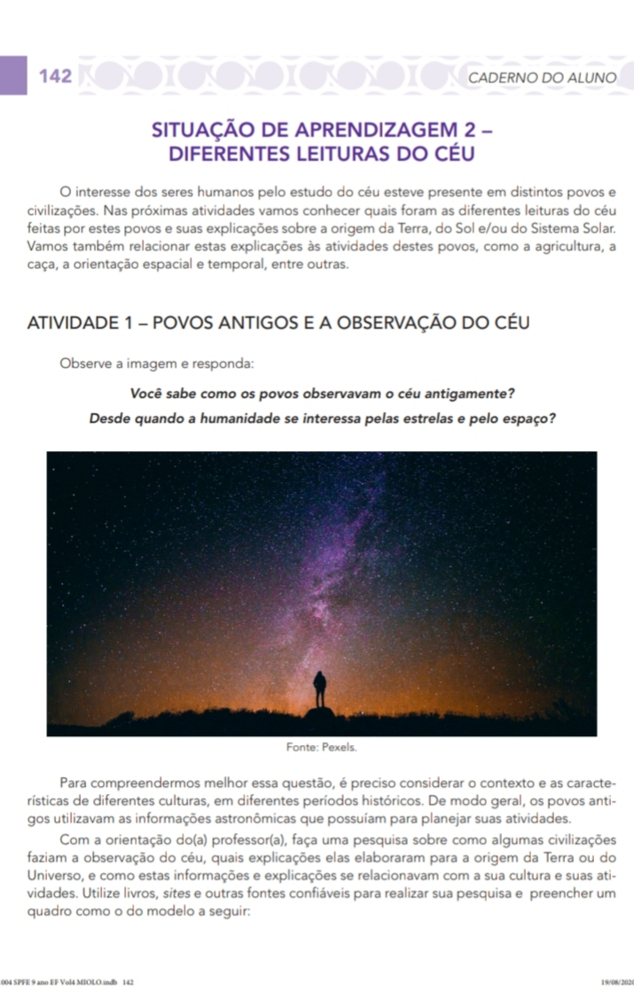 142
CADERNO DO ALUNO
SITUAÇÃO DE APRENDIZAGEM 2 –
DIFERENTES LEITURAS DO CÉU
O interesse dos seres humanos pelo estudo do céu esteve presente em distintos povos e
civilizações. Nas próximas atividades vamos conhecer quais foram as diferentes leituras do céu
feitas por estes povos e suas explicações sobre a origem da Terra, do Sol e/ou do Sistema Solar.
Vamos também relacionar estas explicações às atividades destes povos, como a agricultura, a
caça, a orientação espacial e temporal, entre outras.
ATIVIDADE 1 – POVOS ANTIGOS E A OBSERVAÇÃO DO CÉU
Observe a imagem e responda:
Você sabe como os povos observavam o céu antigamente?
Desde quando a humanidade se interessa pelas estrelas e pelo espaço?
Fonte: Pexels.
Para compreendermos melhor essa questão, é preciso considerar o contexto e as caracte-
rísticas de diferentes culturas, em diferentes períodos históricos. De modo geral, os povos anti-
gos utilizavam as informações astronômicas que possuíam para planejar suas atividades.
Com a orientação do(a) professor(a), faça uma pesquisa sobre como algumas civilizações
faziam a observação do céu, quais explicações elas elaboraram para a origem da Terra ou do
Universo, e como estas informações e explicações se relacionavam com a sua cultura e suas ati-
vidades. Utilize livros, sites e outras fontes confiáveis para realizar sua pesquisa e preencher um
quadro como o do modelo a seguir:
004 SPFE 9 ano EF Vol4 MIOLO.indb 142
19/08/2020